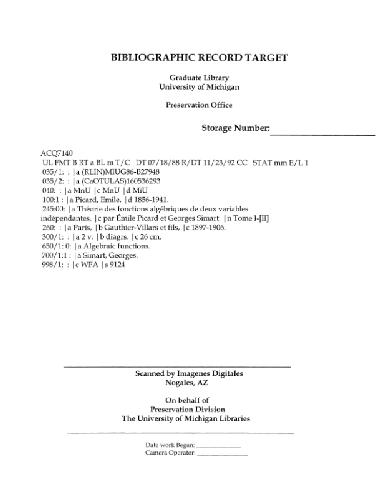 BIBLIOGRAPHIC RECORD TARGET
Graduate Library
University of Michigan
Preservation Office
Storage Number:
ACQ7140
UL FMT B RT a BL m T/C DT 07/18/88 R/DT 11/23/92 CC STAT mm E/L 1
035/1: : |a (RLIN)MIUG86-B27948
035/2: : |a (CaOTULAS)160536293
040: : |a MnU |c MnU |d MiU
100:1 : |a Picard, Emile, |d 1856-1941.
245:00: |a Théorie des fonctions algébriques de deux variables
indépendantes, |c par Émile Picard et Georges Simart |n Tome I-[II]
260: : |a Paris, |b Gauthier-Villars et fils, |c 1897-1906.
300/1: : |a 2 v. |b diagrs. |c 26 cm.
650/1: 0: |a Algebraic functions.
700/1:1 : |a Simart, Georges.
998/1: : |c WFA |s 9124
Scanned by Imagenes Digitales
Nogales, AZ
On behalf of
Preservation Division
The University of Michigan Libraries
Date work Began:
Camera Operator: